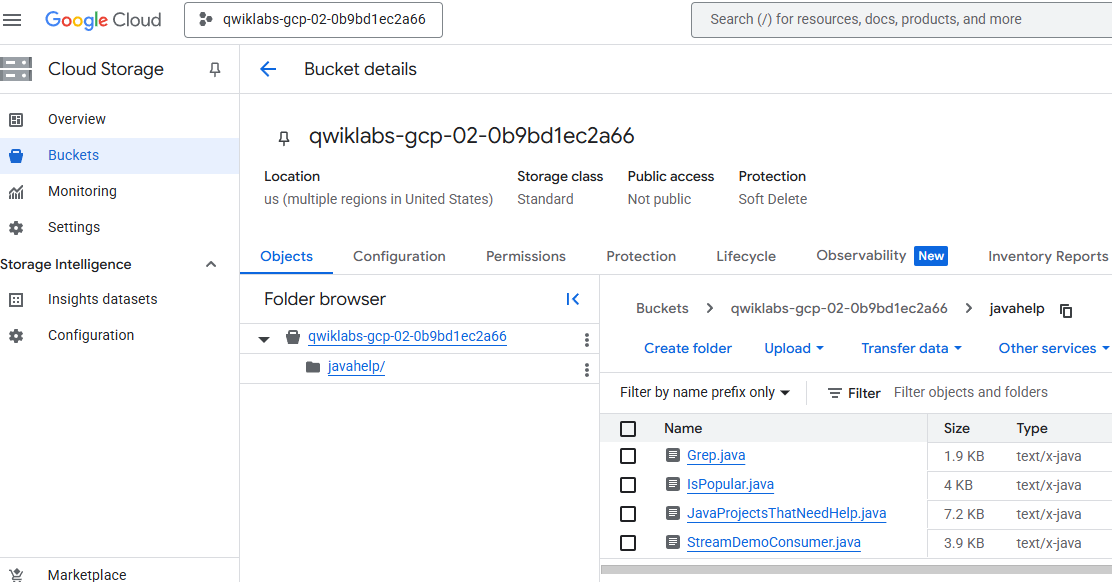 Google Cloud
qwiklabs-gcp-02-0b9bd1ec2a66
Search (/) for resources, docs, products, and more
Cloud Storage
Bucket details
Overview
Buckets
Monitoring
Settings
Storage Intelligence
Insights datasets
Configuration
Marketplace
qwiklabs-gcp-02-0b9bd1ec2a66
Location Storage class Public access Protection
us (multiple regions in United States) Standard Not public Soft Delete
Objects Configuration Permissions Protection Lifecycle Observability New Inventory Reports
Folder browser
qwiklabs-gcp-02-0b9bd1ec2a66
javahelp/
Buckets > qwiklabs-gcp-02-0b9bd1ec2a66 > javahelp
Create folder Upload Transfer data Other services
Filter by name prefix only Filter Filter objects and folders
Name Size Type
Grep.java 1.9 KB text/x-java
IsPopular.java 4 KB text/x-java
JavaProjectsThatNeedHelp.java 7.2 KB text/x-java
StreamDemoConsumer.java 3.9 KB text/x-java